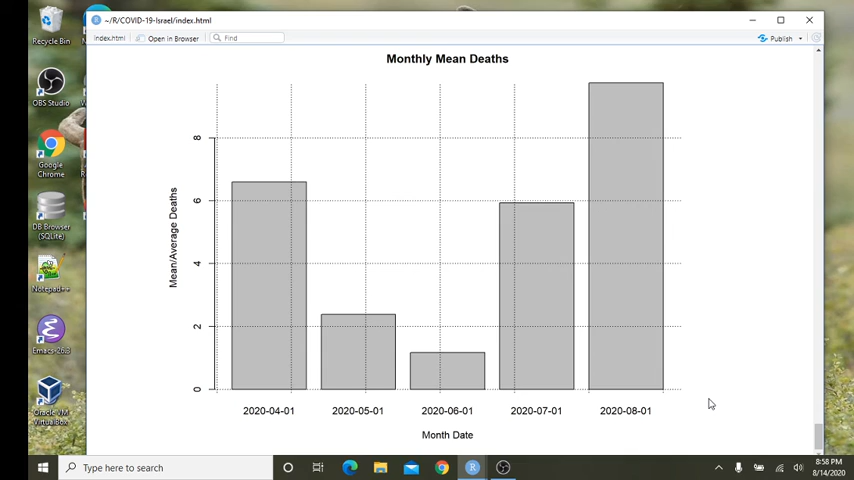 ~/R/COVID-19-Israel/index.html
index.html
Open in Browser
Find
Publish
Monthly Mean Deaths
Mean/Average Deaths
8
6
4
2
0
2020-04-01 2020-05-01 2020-06-01 2020-07-01 2020-08-01
Month Date
Recycle Bin
OBS Studio
Google
Chrome
DB Browser
(SQLite)
Notepad++
Emacs-26.3
Oracle VM
VirtualBox
Type here to search
8:58 PM
8/14/2020